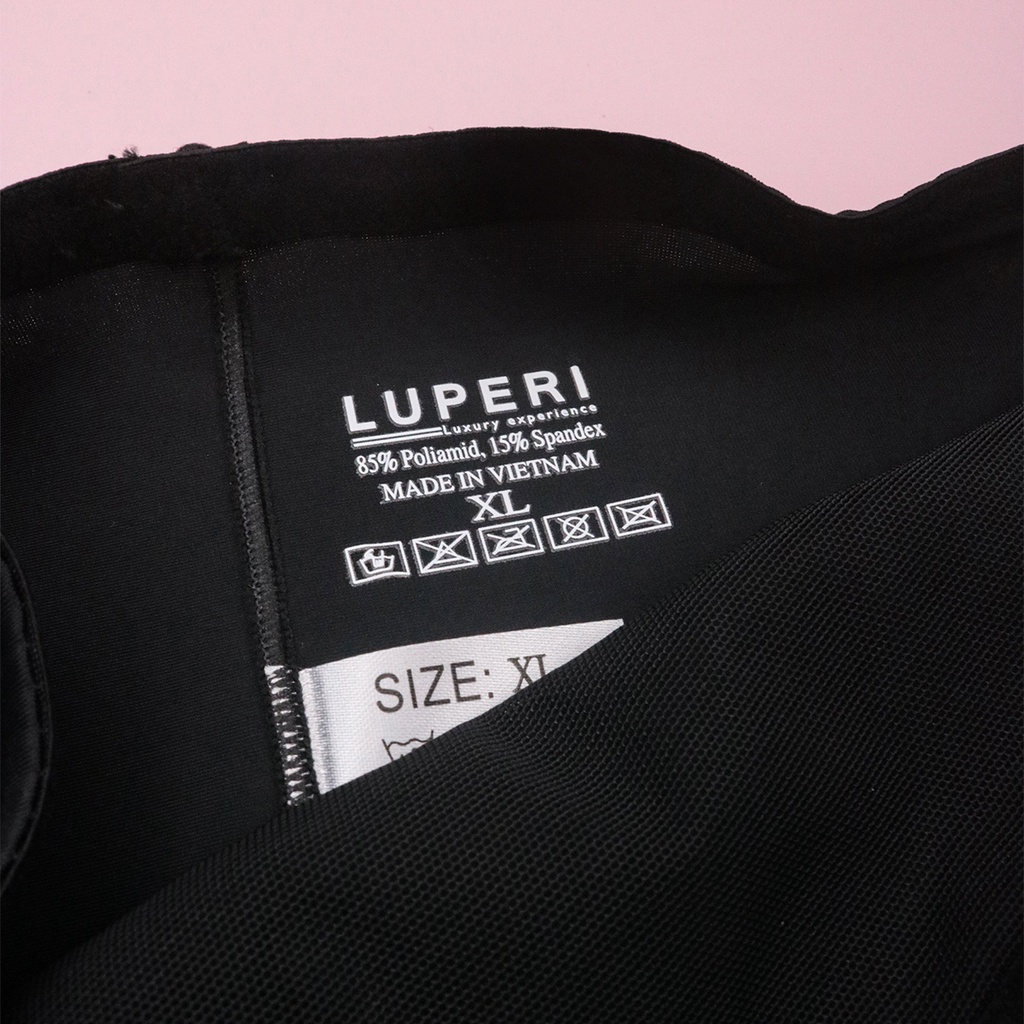 LUPERI
Luxury experience
85% Poliamid, 15% Spandex
MADE IN VIETNAM
XL
SIZE: XL